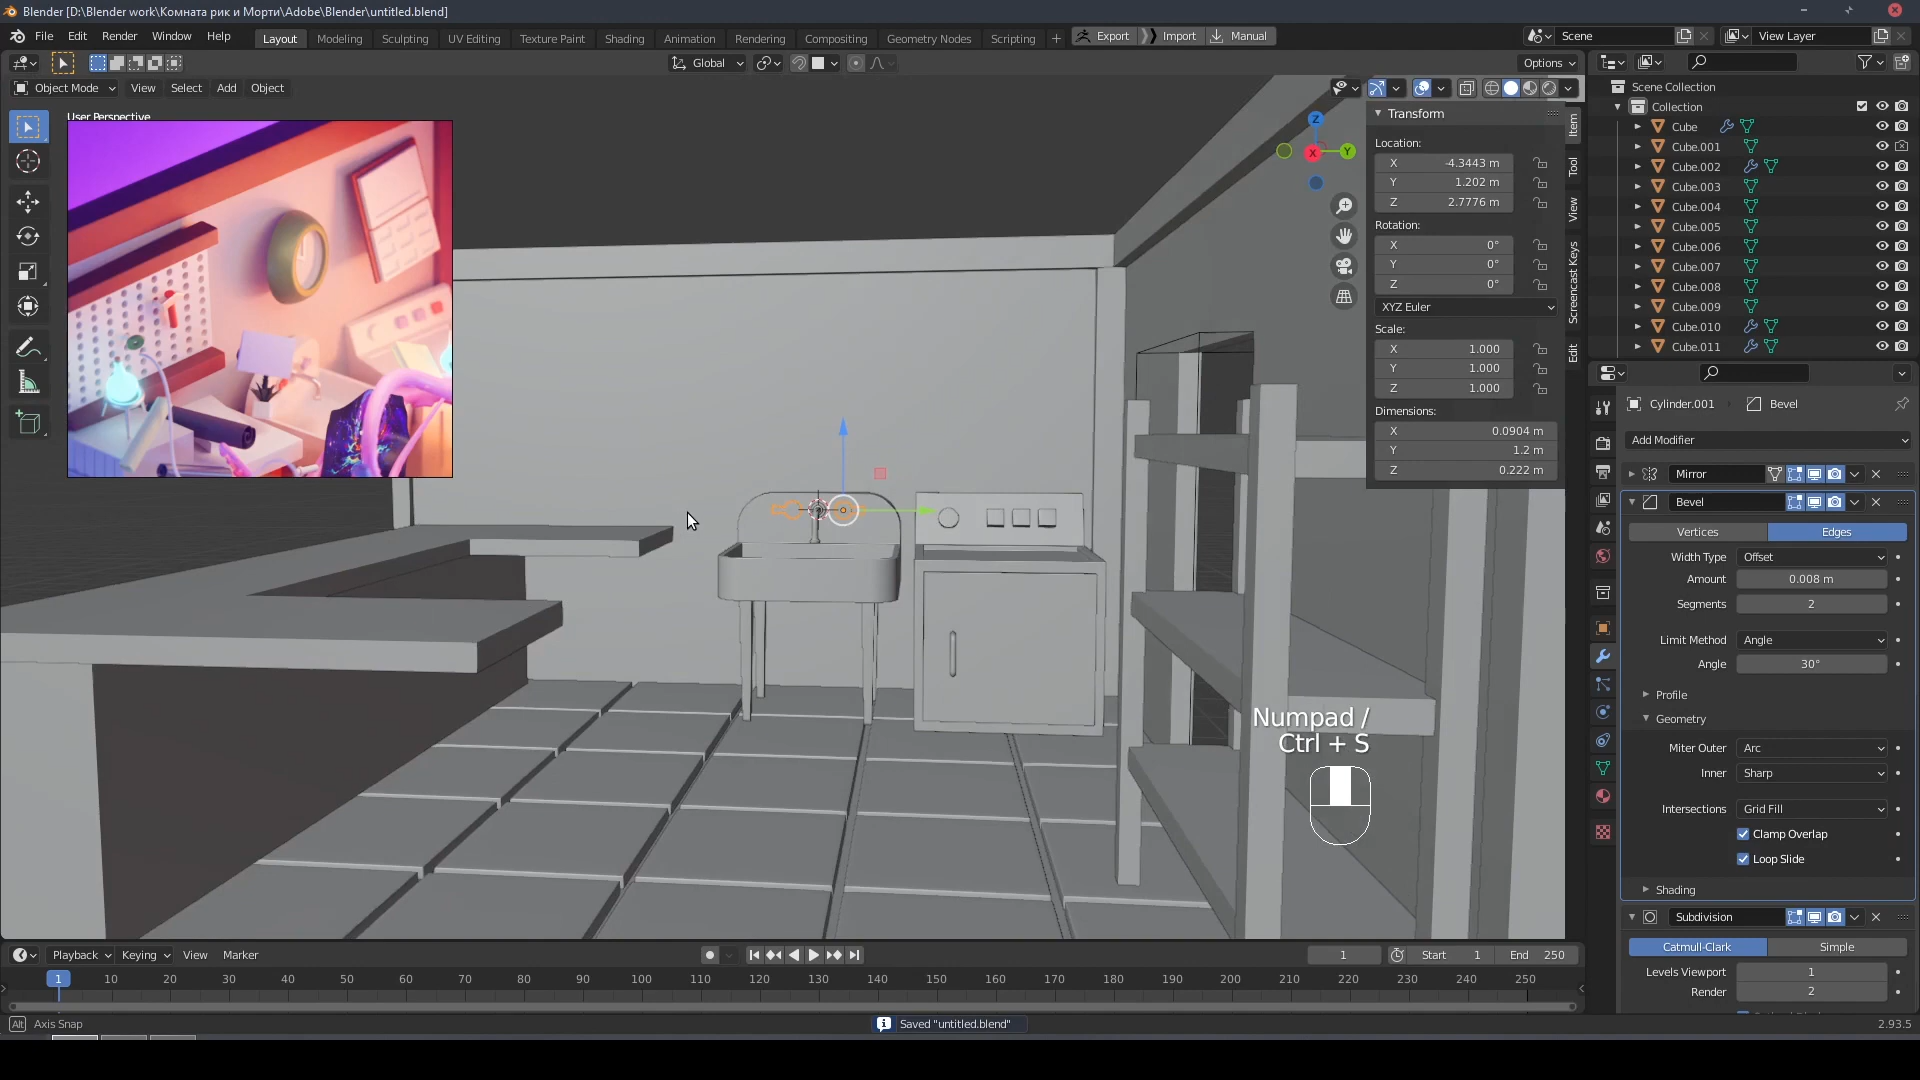 Blender [D:\Blender work\Комната рик и Морти\Adobe\Blender\untitled.blend]
File Edit Render Window Help Layout Modeling Sculpting UV Editing Texture Paint Shading Animation Rendering Compositing Geometry Nodes Scripting + Export Import Manual Scene View Layer
Global Options
Object Mode View Select Add Object
User Perspective
Transform
Location:
X -4.3443 m
Y 1.202 m
Z 2.7776 m
Rotation:
X 0°
Y 0°
Z 0°
XYZ Euler
Scale:
X 1.000
Y 1.000
Z 1.000
Dimensions:
X 0.0904 m
Y 1.2 m
Z 0.222 m
Item
Tool
View
Screencast Keys
Edit
Z
X
Y
Numpad /
Ctrl + S
Scene Collection
Collection
Cube
Cube.001
Cube.002
Cube.003
Cube.004
Cube.005
Cube.006
Cube.007
Cube.008
Cube.009
Cube.010
Cube.011
Cylinder.001 Bevel
Add Modifier
Mirror
Bevel
Vertices Edges
Width Type Offset
Amount 0.008 m
Segments 2
Limit Method Angle
Angle 30°
Profile
Geometry
Miter Outer Arc
Inner Sharp
Intersections Grid Fill
Clamp Overlap
Loop Slide
Shading
Subdivision
Catmull-Clark Simple
Levels Viewport 1
Render 2
Playback Keying View Marker 1 Start 1 End 250
1 10 20 30 40 50 60 70 80 90 100 110 120 130 140 150 160 170 180 190 200 210 220 230 240 250
Alt Axis Snap Saved "untitled.blend" 2.93.5